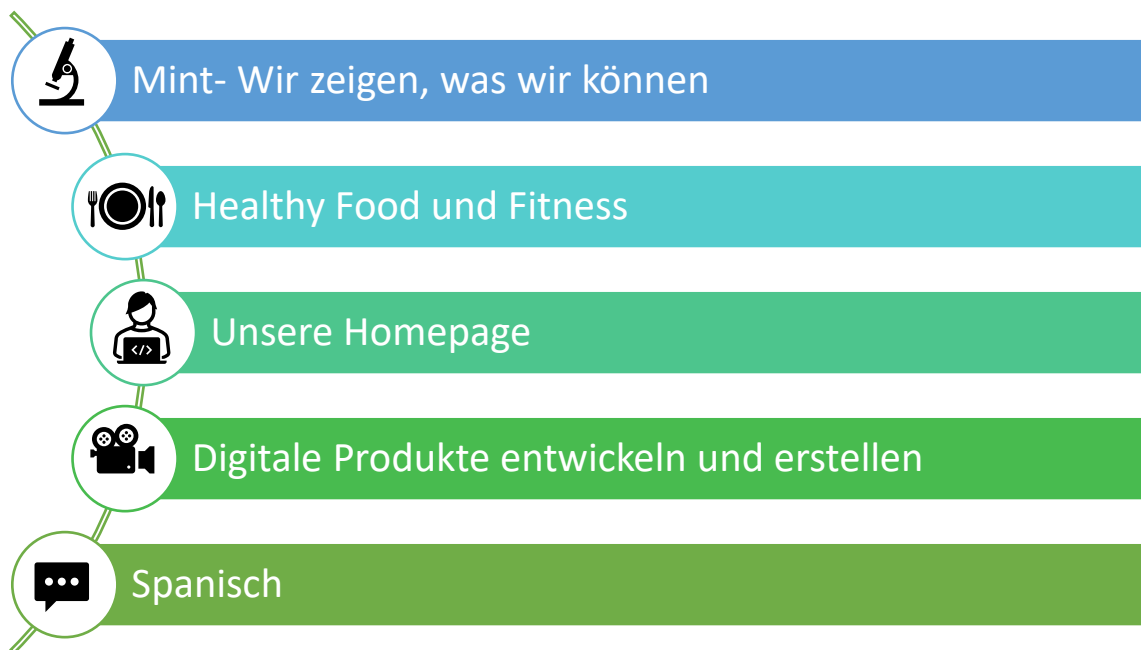 Mint- Wir zeigen, was wir können
Healthy Food und Fitness
Unsere Homepage
</>
Digitale Produkte entwickeln und erstellen
Spanisch